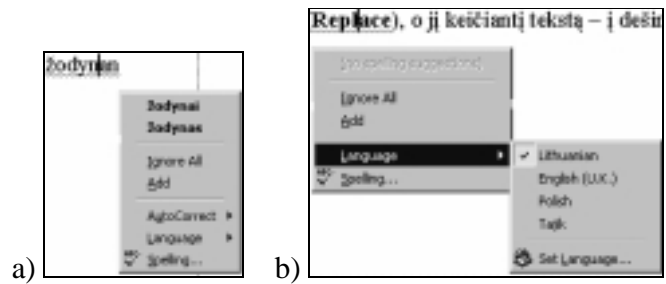 žodynan
žodynai
žodynas
Ignore All
Add
AutoCorrect
Language
Spelling...
a)
Replace), o jį keičiantį tekstą – į dešin
(no spelling suggestions)
Ignore All
Add
Language
Spelling...
Lithuanian
English (U.K.)
Polish
Tajik
Set Language...
b)